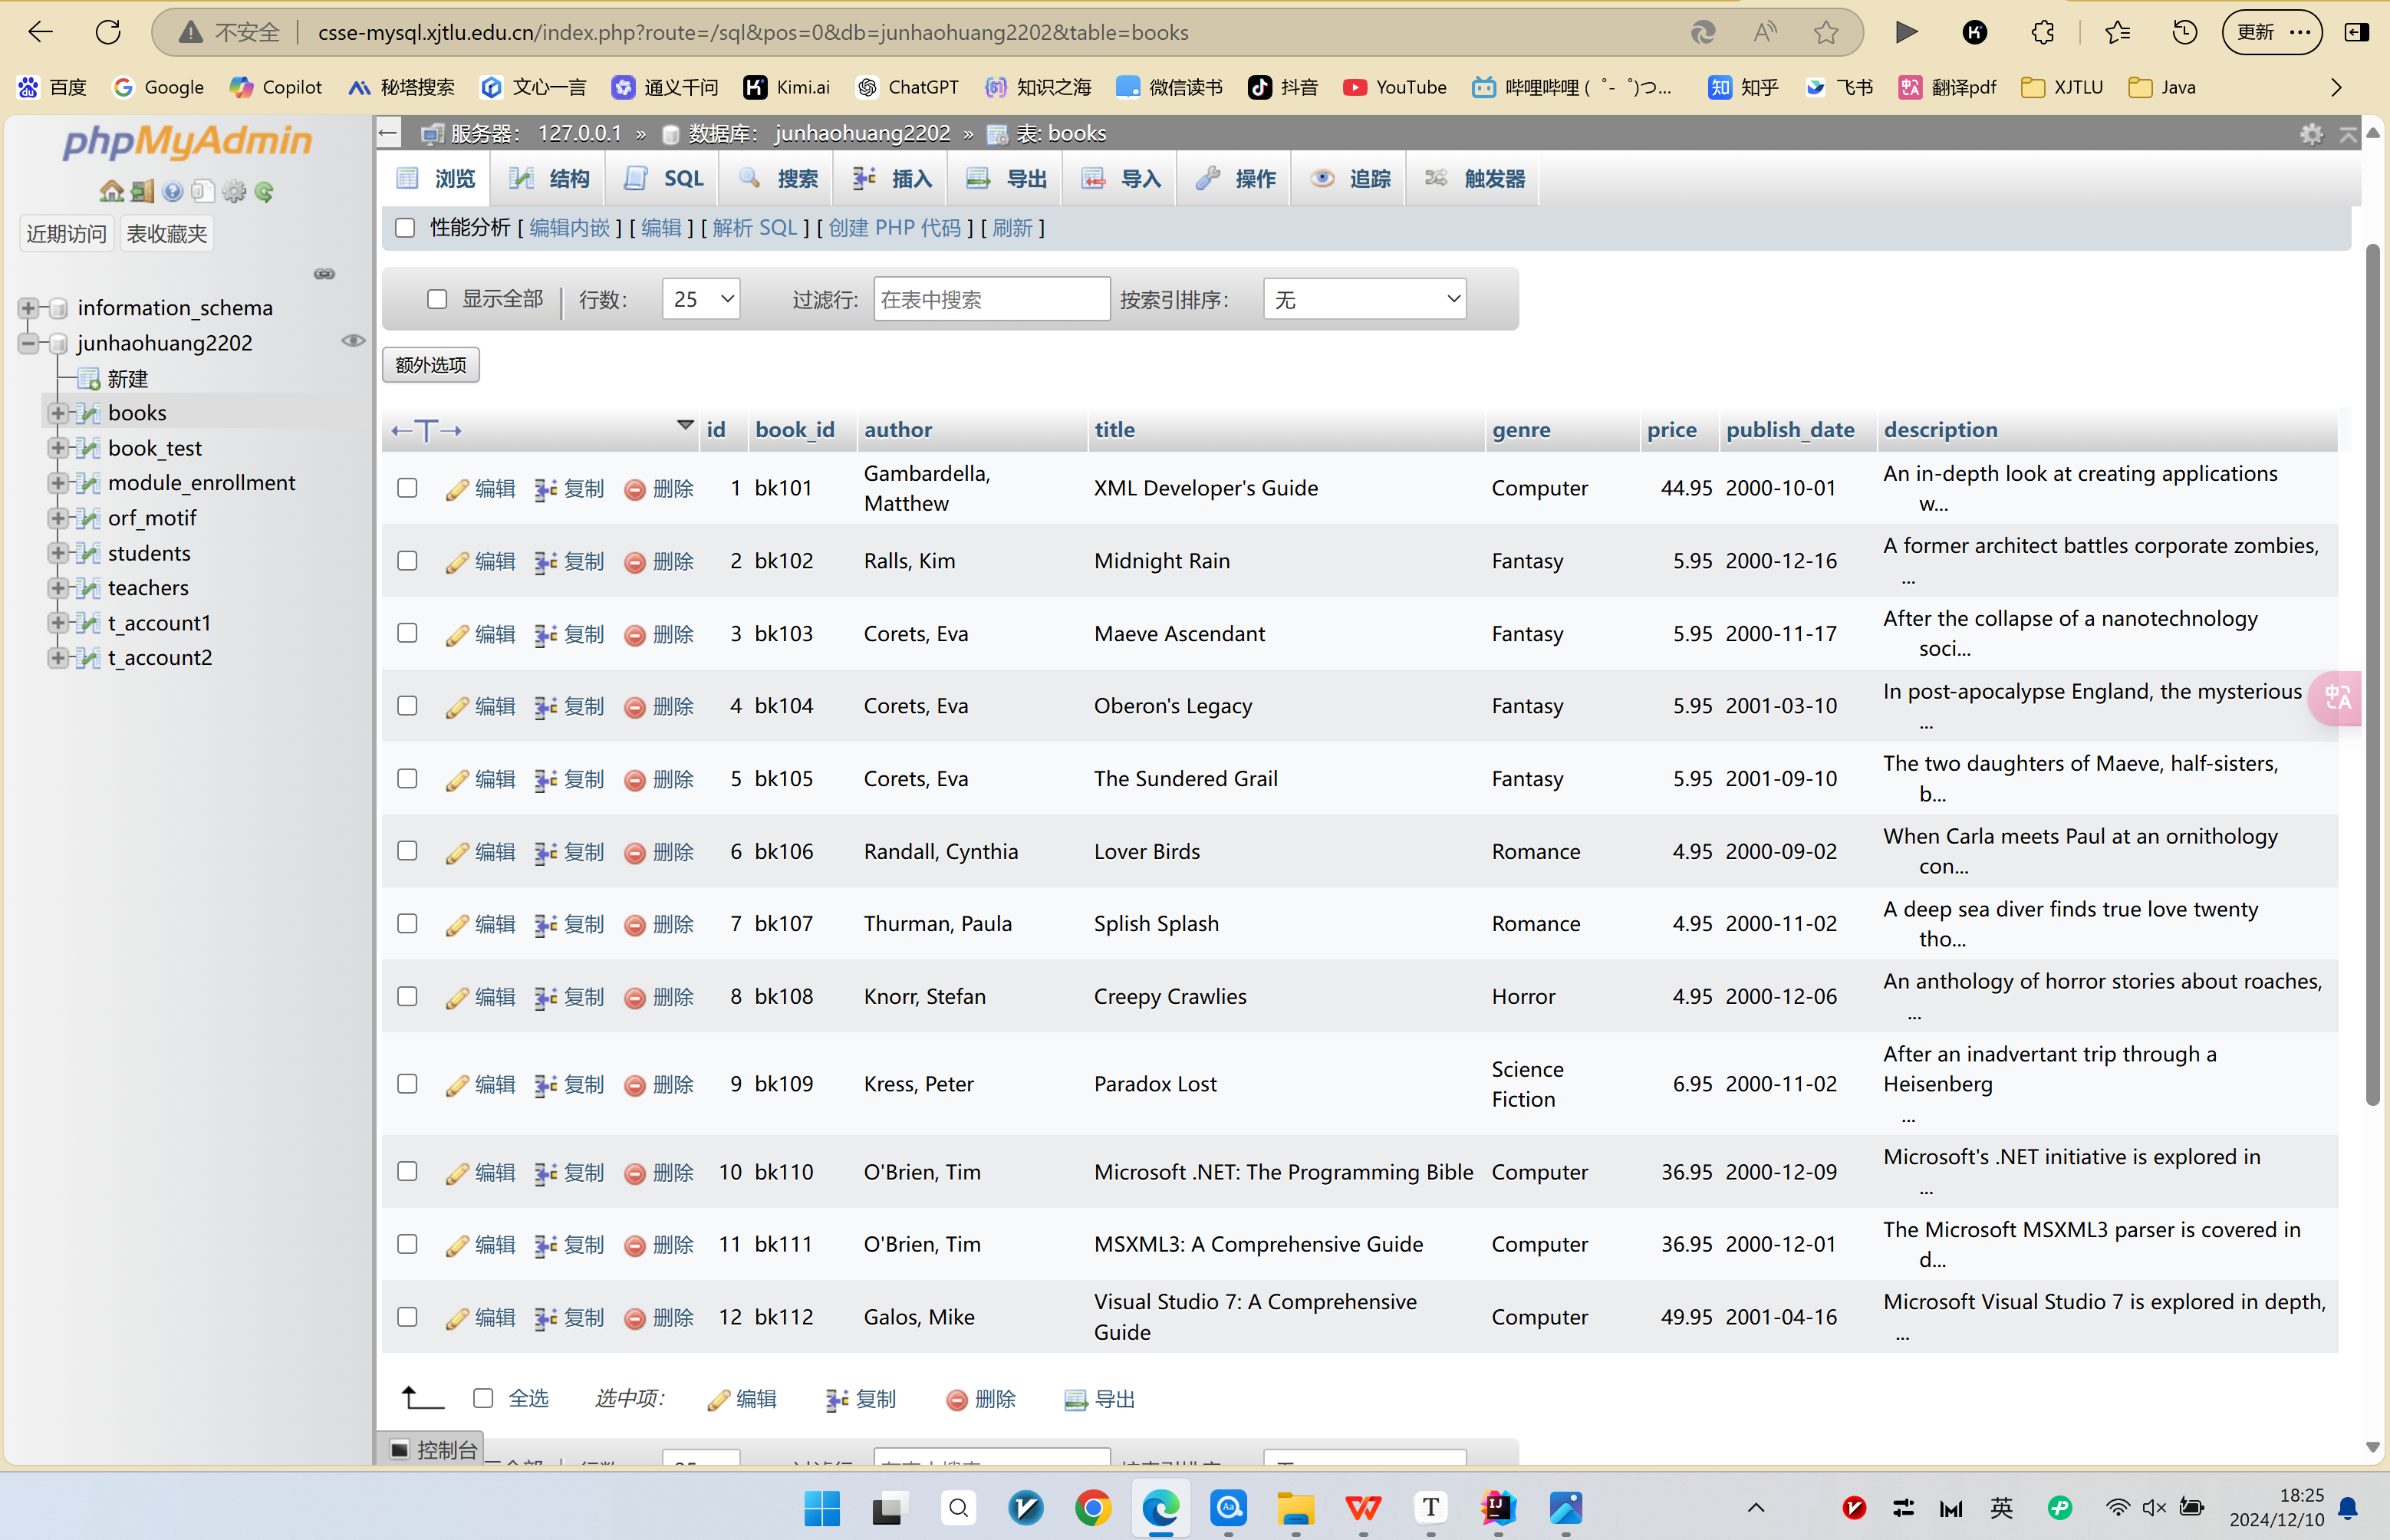 不安全 csse-mysql.xjtlu.edu.cn/index.php?route=/sql&pos=0&db=junhaohuang2202&table=books 更新
百度 Google Copilot 秘塔搜索 文心一言 通义千问 Kimi.ai ChatGPT 知识之海 微信读书 抖音 YouTube 哔哩哔哩 ( ゜- ゜)つ... 知乎 飞书 翻译pdf XJTLU Java
phpMyAdmin
近期访问 表收藏夹
information_schema
junhaohuang2202
新建
books
book_test
module_enrollment
orf_motif
students
teachers
t_account1
t_account2
服务器: 127.0.0.1 » 数据库: junhaohuang2202 » 表: books
浏览 结构 SQL 搜索 插入 导出 导入 操作 追踪 触发器
性能分析 [ 编辑内嵌 ] [ 编辑 ] [ 解析 SQL ] [ 创建 PHP 代码 ] [ 刷新 ]
显示全部 行数: 25 过滤行: 在表中搜索 按索引排序: 无
额外选项
←T→ id book_id author title genre price publish_date description
编辑 复制 删除 1 bk101 Gambardella, Matthew XML Developer's Guide Computer 44.95 2000-10-01 An in-depth look at creating applications w...
编辑 复制 删除 2 bk102 Ralls, Kim Midnight Rain Fantasy 5.95 2000-12-16 A former architect battles corporate zombies, ...
编辑 复制 删除 3 bk103 Corets, Eva Maeve Ascendant Fantasy 5.95 2000-11-17 After the collapse of a nanotechnology soci...
编辑 复制 删除 4 bk104 Corets, Eva Oberon's Legacy Fantasy 5.95 2001-03-10 In post-apocalypse England, the mysterious ...
编辑 复制 删除 5 bk105 Corets, Eva The Sundered Grail Fantasy 5.95 2001-09-10 The two daughters of Maeve, half-sisters, b...
编辑 复制 删除 6 bk106 Randall, Cynthia Lover Birds Romance 4.95 2000-09-02 When Carla meets Paul at an ornithology con...
编辑 复制 删除 7 bk107 Thurman, Paula Splish Splash Romance 4.95 2000-11-02 A deep sea diver finds true love twenty tho...
编辑 复制 删除 8 bk108 Knorr, Stefan Creepy Crawlies Horror 4.95 2000-12-06 An anthology of horror stories about roaches, ...
编辑 复制 删除 9 bk109 Kress, Peter Paradox Lost Science Fiction 6.95 2000-11-02 After an inadvertant trip through a Heisenberg ...
编辑 复制 删除 10 bk110 O'Brien, Tim Microsoft .NET: The Programming Bible Computer 36.95 2000-12-09 Microsoft's .NET initiative is explored in ...
编辑 复制 删除 11 bk111 O'Brien, Tim MSXML3: A Comprehensive Guide Computer 36.95 2000-12-01 The Microsoft MSXML3 parser is covered in d...
编辑 复制 删除 12 bk112 Galos, Mike Visual Studio 7: A Comprehensive Guide Computer 49.95 2001-04-16 Microsoft Visual Studio 7 is explored in depth, ...
全选 选中项: 编辑 复制 删除 导出
控制台
英
18:25
2024/12/10